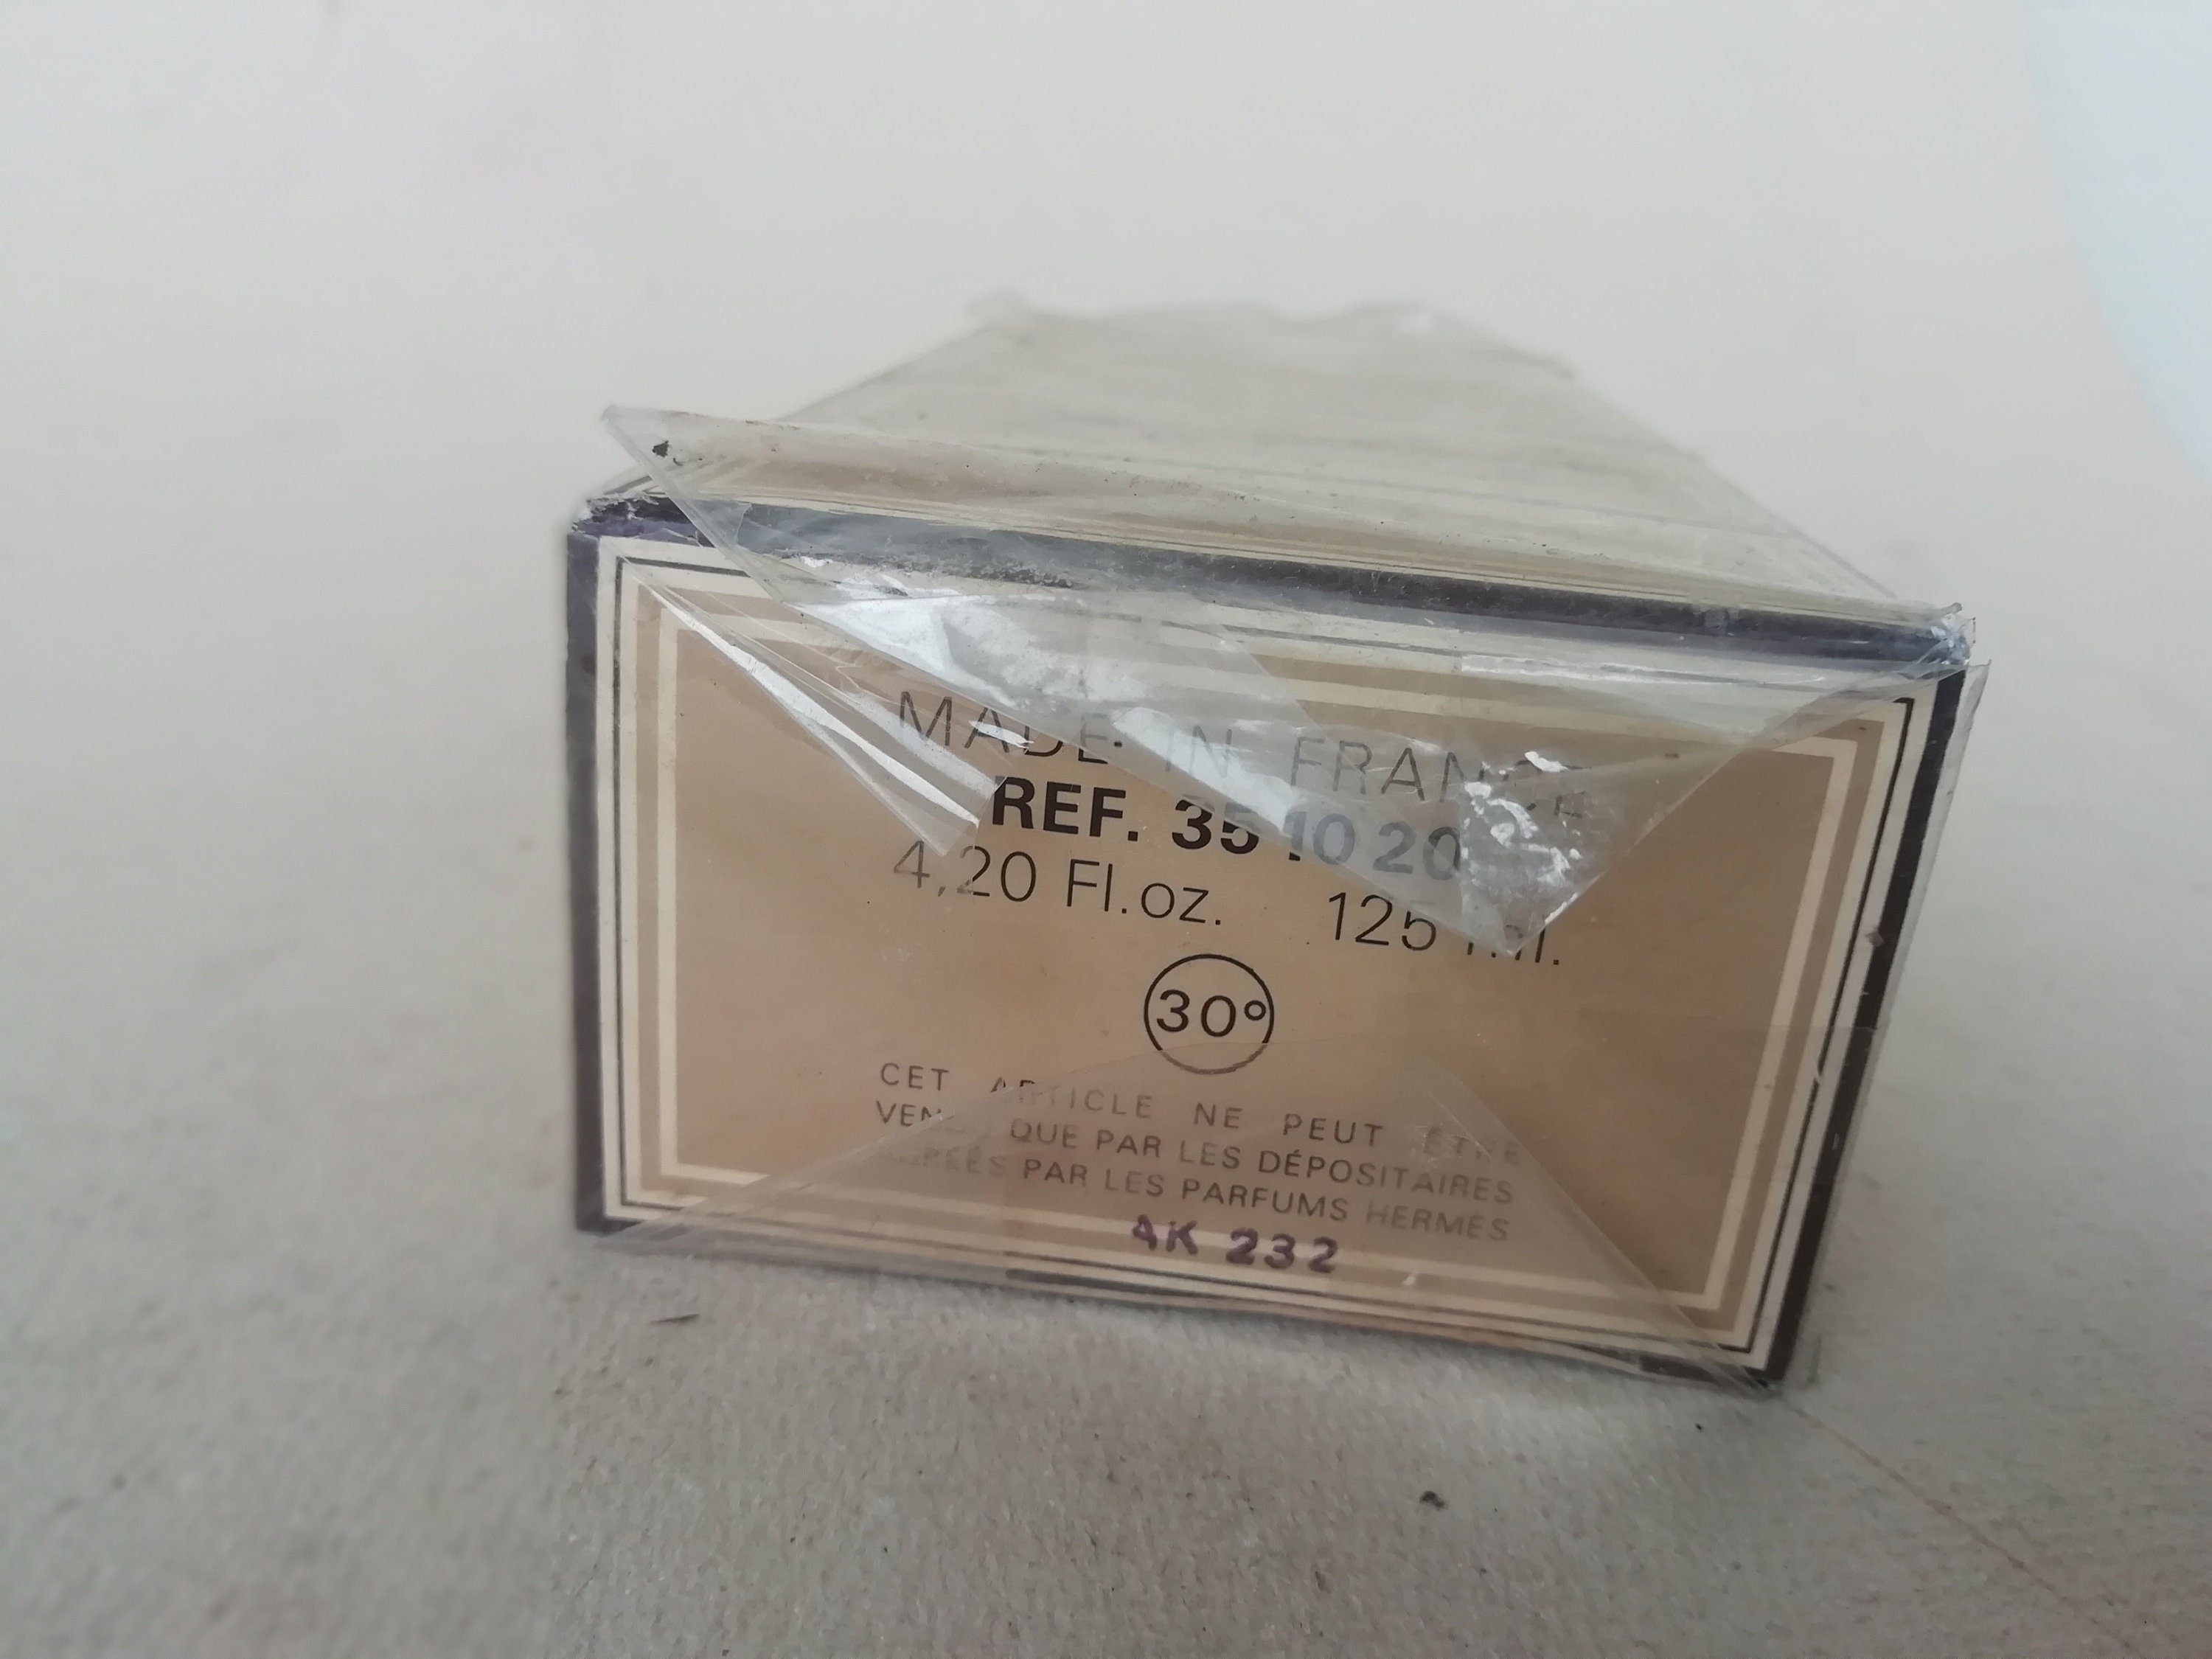 MADE IN FRANCE
REF. 35 10 20
4,20 Fl.oz. 125 ml.
30°
CET ARTICLE NE PEUT ÊTRE
VENDU QUE PAR LES DÉPOSITAIRES
AGRÉÉS PAR LES PARFUMS HERMÈS
4K 232